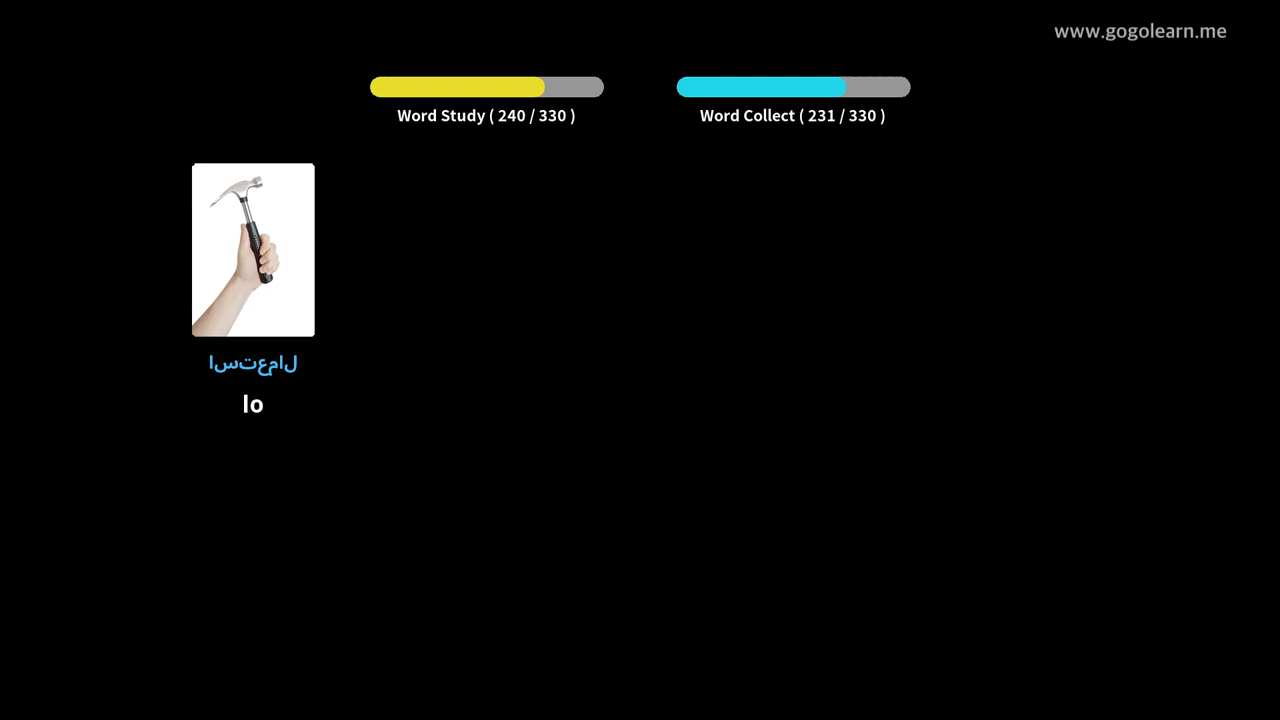 www.gogolearn.me
Word Study ( 240 / 330 )
Word Collect ( 231 / 330 )
استعمال
lo